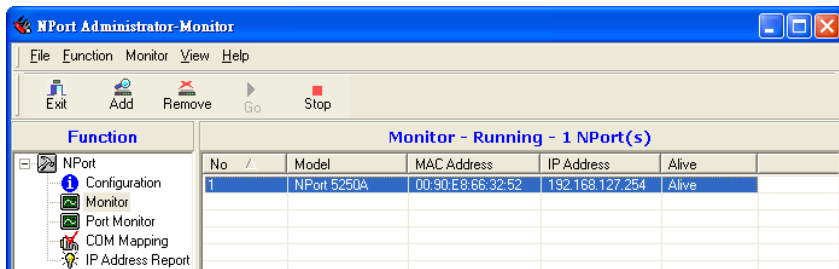 NPort Administrator-Monitor
File Function Monitor View Help
Exit Add Remove Go Stop
Function
Monitor - Running - 1 NPort(s)
NPort
Configuration
Monitor
Port Monitor
COM Mapping
IP Address Report
No Model MAC Address IP Address Alive
1 NPort 5250A 00:90:E8:66:32:52 192.168.127.254 Alive